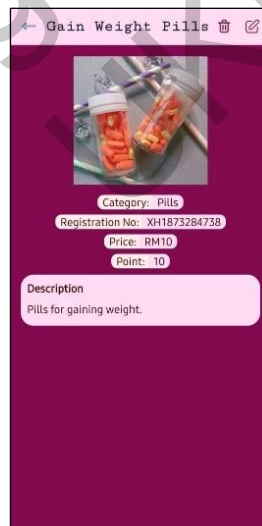 Gain Weight Pills
Category: Pills
Registration No: XH1873284738
Price: RM10
Point: 10
Description
Pills for gaining weight.